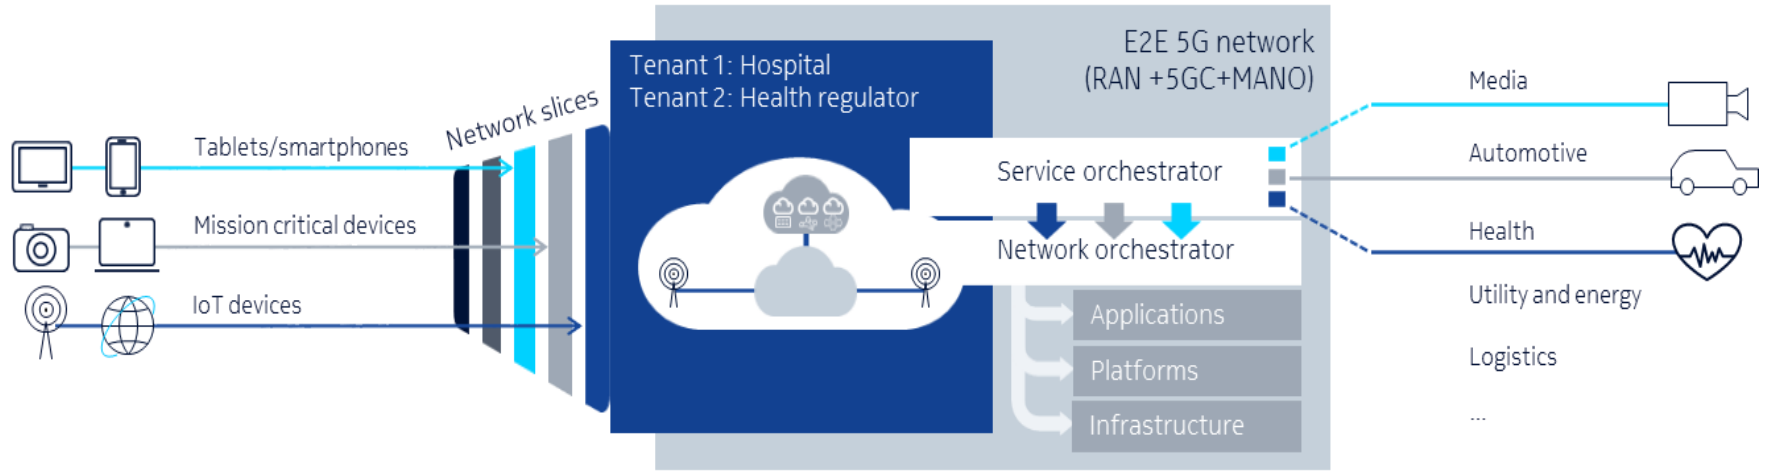 Tablets/smartphones
Mission critical devices
IoT devices
Network slices
Tenant 1: Hospital
Tenant 2: Health regulator
E2E 5G network
(RAN +5GC+MANO)
Service orchestrator
Network orchestrator
Applications
Platforms
Infrastructure
Media
Automotive
Health
Utility and energy
Logistics
...